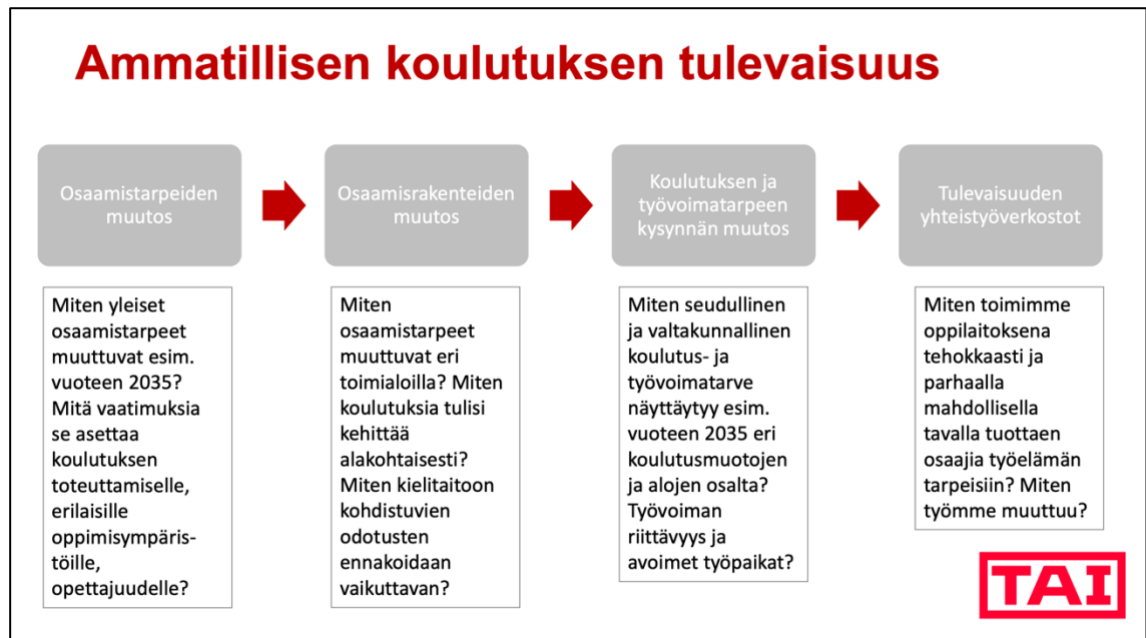 Ammatillisen koulutuksen tulevaisuus
Osaamistarpeiden
muutos
Osaamisrakenteiden
muutos
Koulutuksen ja
työvoimatarpeen
kysynnän muutos
Tulevaisuuden
yhteistyöverkostot
Miten yleiset
osaamistarpeet
muuttuvat esim.
vuoteen 2035?
Mitä vaatimuksia
se asettaa
koulutuksen
toteuttamiselle,
erilaisille
oppimisympäris-
töille,
opettajuudelle?
Miten
osaamistarpeet
muuttuvat eri
toimialoilla? Miten
koulutuksia tulisi
kehittää
alakohtaisesti?
Miten kielitaitoon
kohdistuvien
odotusten
ennakoidaan
vaikuttavan?
Miten seudullinen
ja valtakunnallinen
koulutus- ja
työvoimatarve
näyttäytyy esim.
vuoteen 2035 eri
koulutusmuotojen
ja alojen osalta?
Työvoiman
riittävyys ja
avoimet työpaikat?
Miten toimimme
oppilaitoksena
tehokkaasti ja
parhaalla
mahdollisella
tavalla tuottaen
osaajia työelämän
tarpeisiin? Miten
työmme muuttuu?
TAI